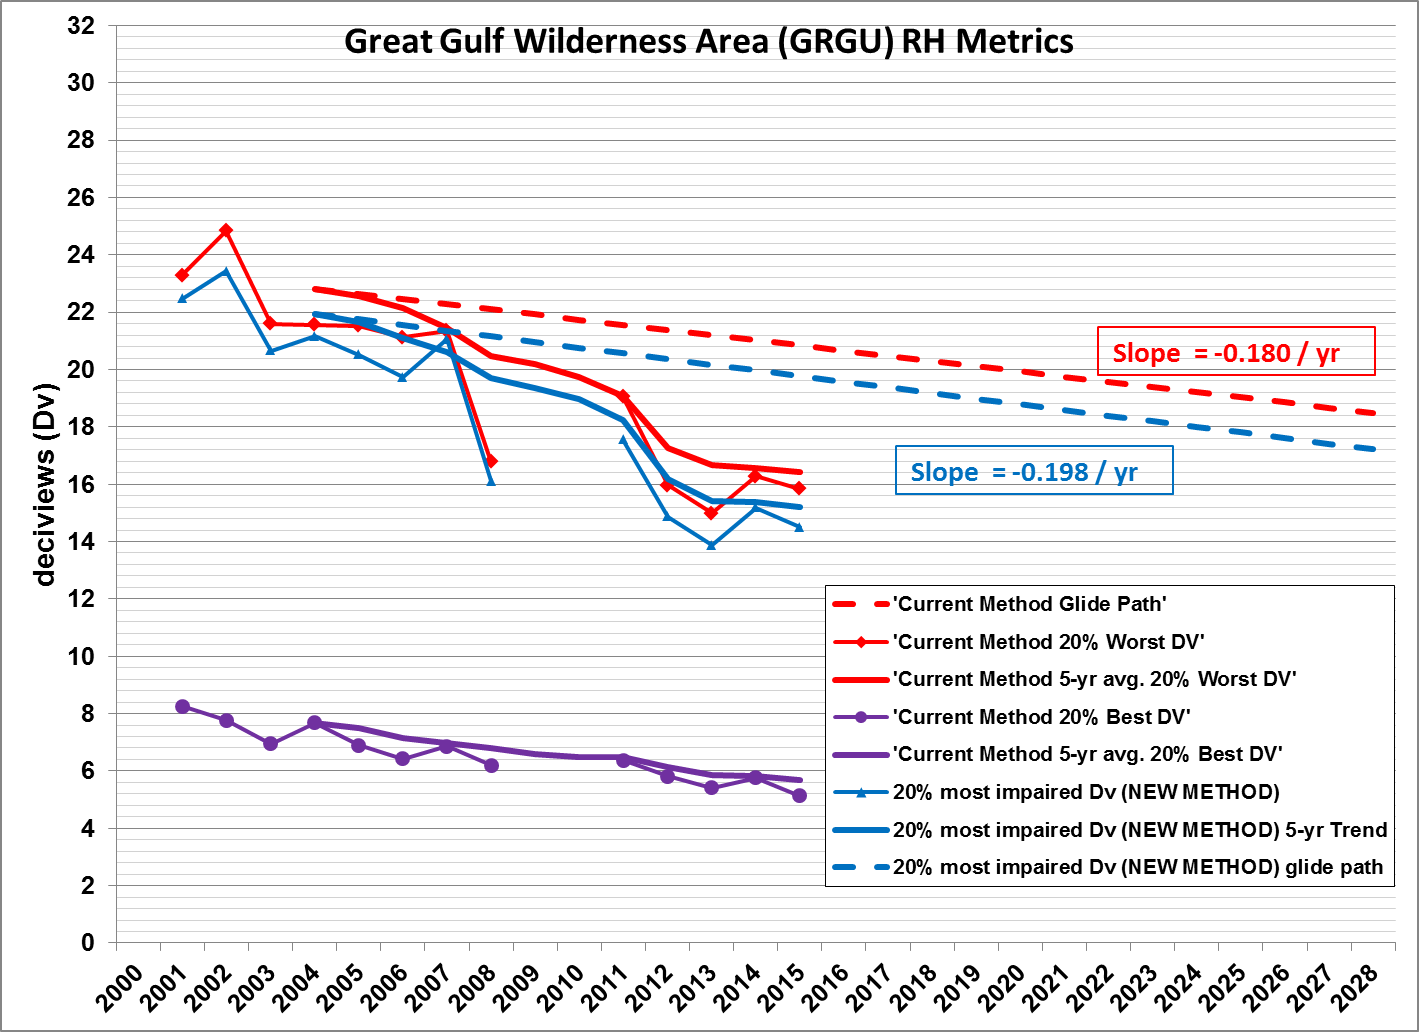 Great Gulf Wilderness Area (GRGU) RH Metrics
32
30
28
26
24
22
20
18
16
14
12
10
8
6
4
2
0
deciviews (Dv)
Slope = -0.180 / yr
Slope = -0.198 / yr
'Current Method Glide Path'
'Current Method 20% Worst DV'
'Current Method 5-yr avg. 20% Worst DV'
'Current Method 20% Best DV'
'Current Method 5-yr avg. 20% Best DV'
20% most impaired Dv (NEW METHOD)
20% most impaired Dv (NEW METHOD) 5-yr Trend
20% most impaired Dv (NEW METHOD) glide path
2000 2001 2002 2003 2004 2005 2006 2007 2008 2009 2010 2011 2012 2013 2014 2015 2016 2017 2018 2019 2020 2021 2022 2023 2024 2025 2026 2027 2028